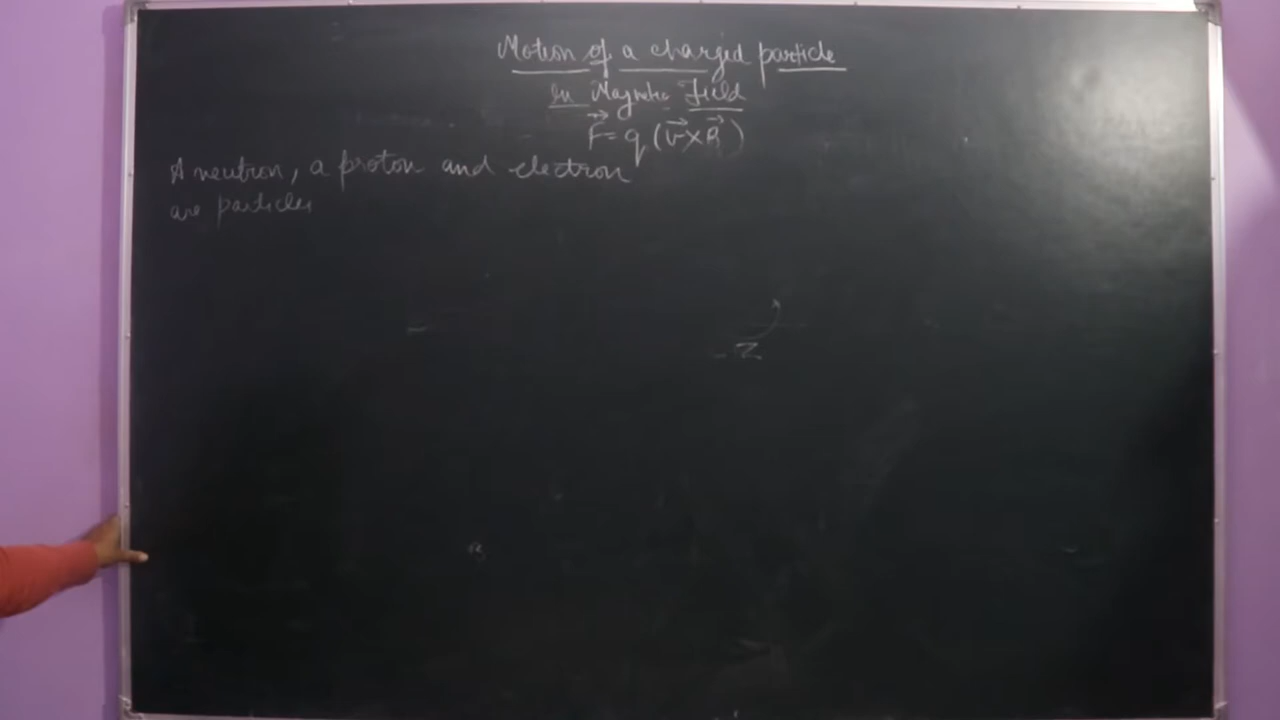 Motion of a charged particle
In Magnetic Field
F = q (v × B)
A neutron, a proton and electron
are particles